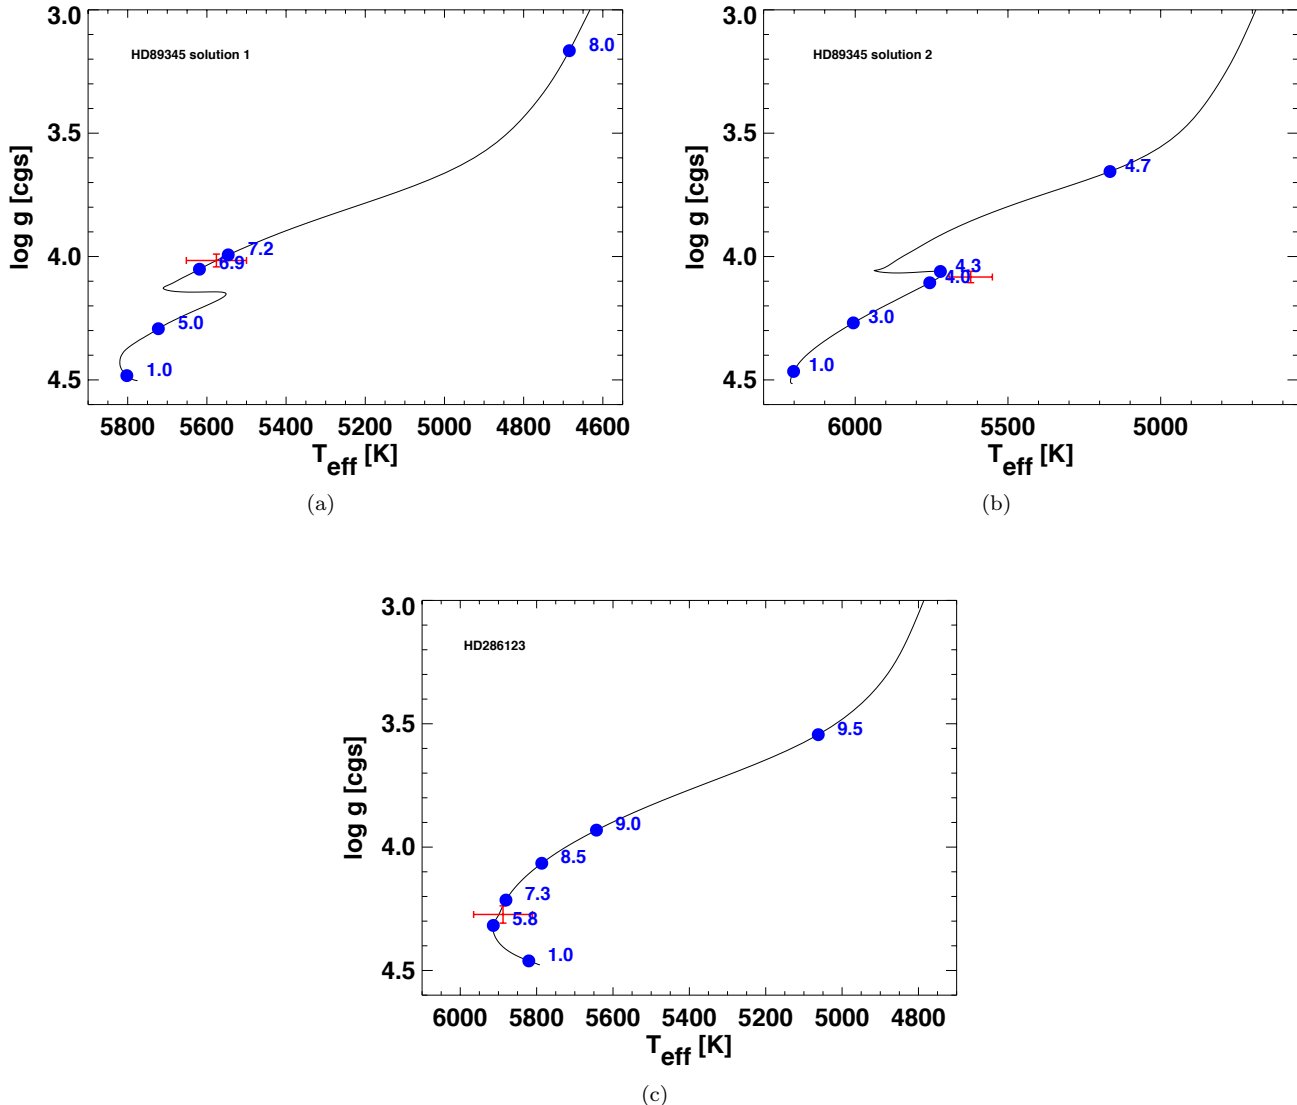 HD89345 solution 1
3.0
3.5
4.0
4.5
log g [cgs]
8.0
7.2
6.9
5.0
1.0
5800 5600 5400 5200 5000 4800 4600
Teff [K]
(a)
HD89345 solution 2
3.0
3.5
4.0
4.5
log g [cgs]
4.7
4.3
4.0
3.0
1.0
6000 5500 5000
Teff [K]
(b)
HD286123
3.0
3.5
4.0
4.5
log g [cgs]
9.5
9.0
8.5
7.3
5.8
1.0
6000 5800 5600 5400 5200 5000 4800
Teff [K]
(c)